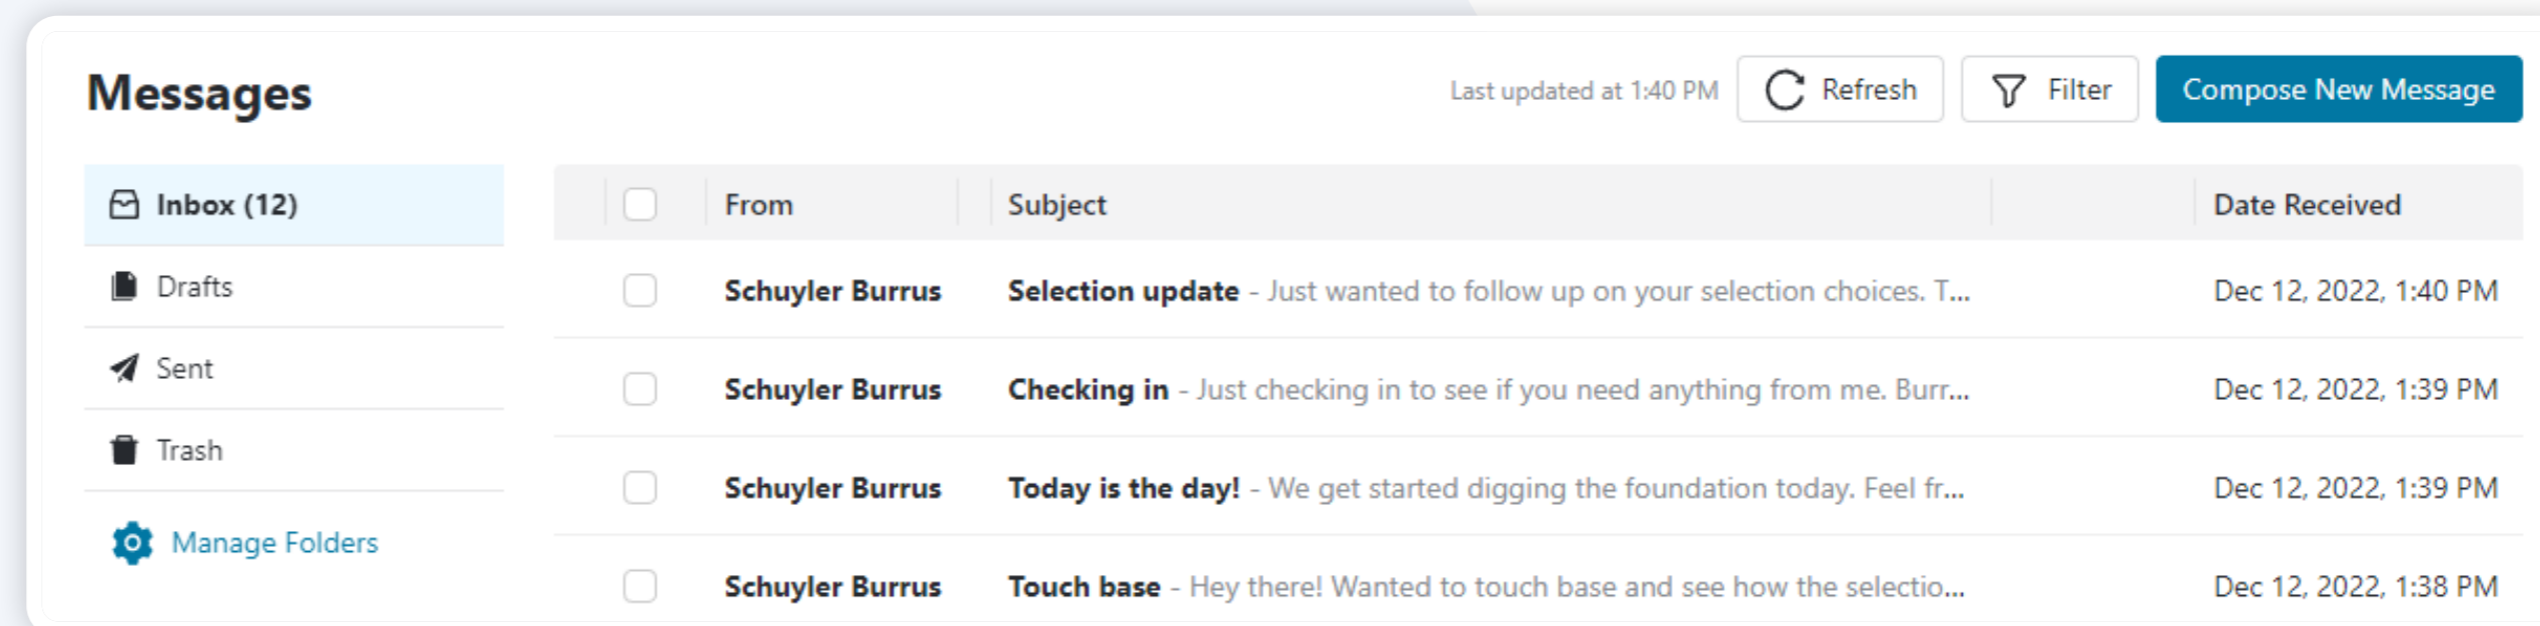 Messages
Last updated at 1:40 PM
Refresh
Filter
Compose New Message
Inbox (12)
Drafts
Sent
Trash
Manage Folders
From Subject Date Received
Schuyler Burrus Selection update - Just wanted to follow up on your selection choices. T... Dec 12, 2022, 1:40 PM
Schuyler Burrus Checking in - Just checking in to see if you need anything from me. Burr... Dec 12, 2022, 1:39 PM
Schuyler Burrus Today is the day! - We get started digging the foundation today. Feel fr... Dec 12, 2022, 1:39 PM
Schuyler Burrus Touch base - Hey there! Wanted to touch base and see how the selectio... Dec 12, 2022, 1:38 PM